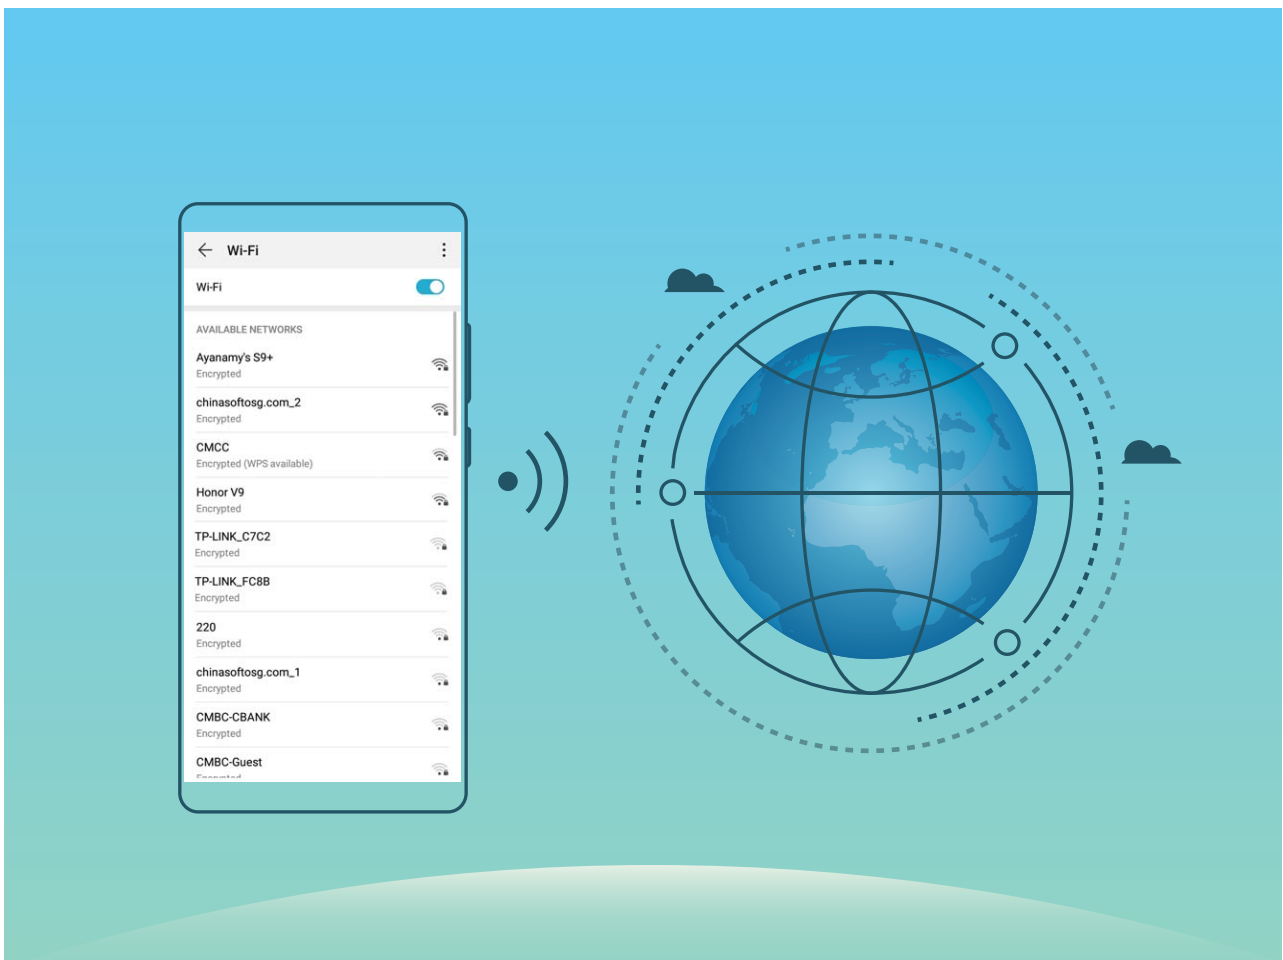 Wi-Fi
Wi-Fi
AVAILABLE NETWORKS
Ayanamy's S9+
Encrypted
chinasoftosg.com_2
Encrypted
CMCC
Encrypted (WPS available)
Honor V9
Encrypted
TP-LINK_C7C2
Encrypted
TP-LINK_FC8B
Encrypted
220
Encrypted
chinasoftosg.com_1
Encrypted
CMBC-CBANK
Encrypted
CMBC-Guest